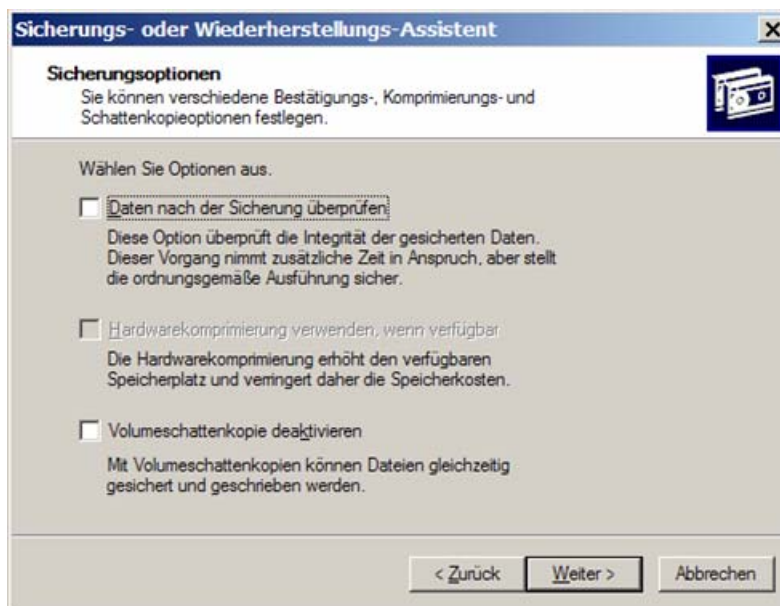 Sicherungs- oder Wiederherstellungs-Assistent
Sicherungsoptionen
Sie können verschiedene Bestätigungs-, Komprimierungs- und
Schattenkopieoptionen festlegen.
Wählen Sie Optionen aus.
Daten nach der Sicherung überprüfen
Diese Option überprüft die Integrität der gesicherten Daten.
Dieser Vorgang nimmt zusätzliche Zeit in Anspruch, aber stellt
die ordnungsgemäße Ausführung sicher.
Hardwarekomprimierung verwenden, wenn verfügbar
Die Hardwarekomprimierung erhöht den verfügbaren
Speicherplatz und verringert daher die Speicherkosten.
Volumeschattenkopie deaktivieren
Mit Volumeschattenkopien können Dateien gleichzeitig
gesichert und geschrieben werden.
< Zurück Weiter > Abbrechen